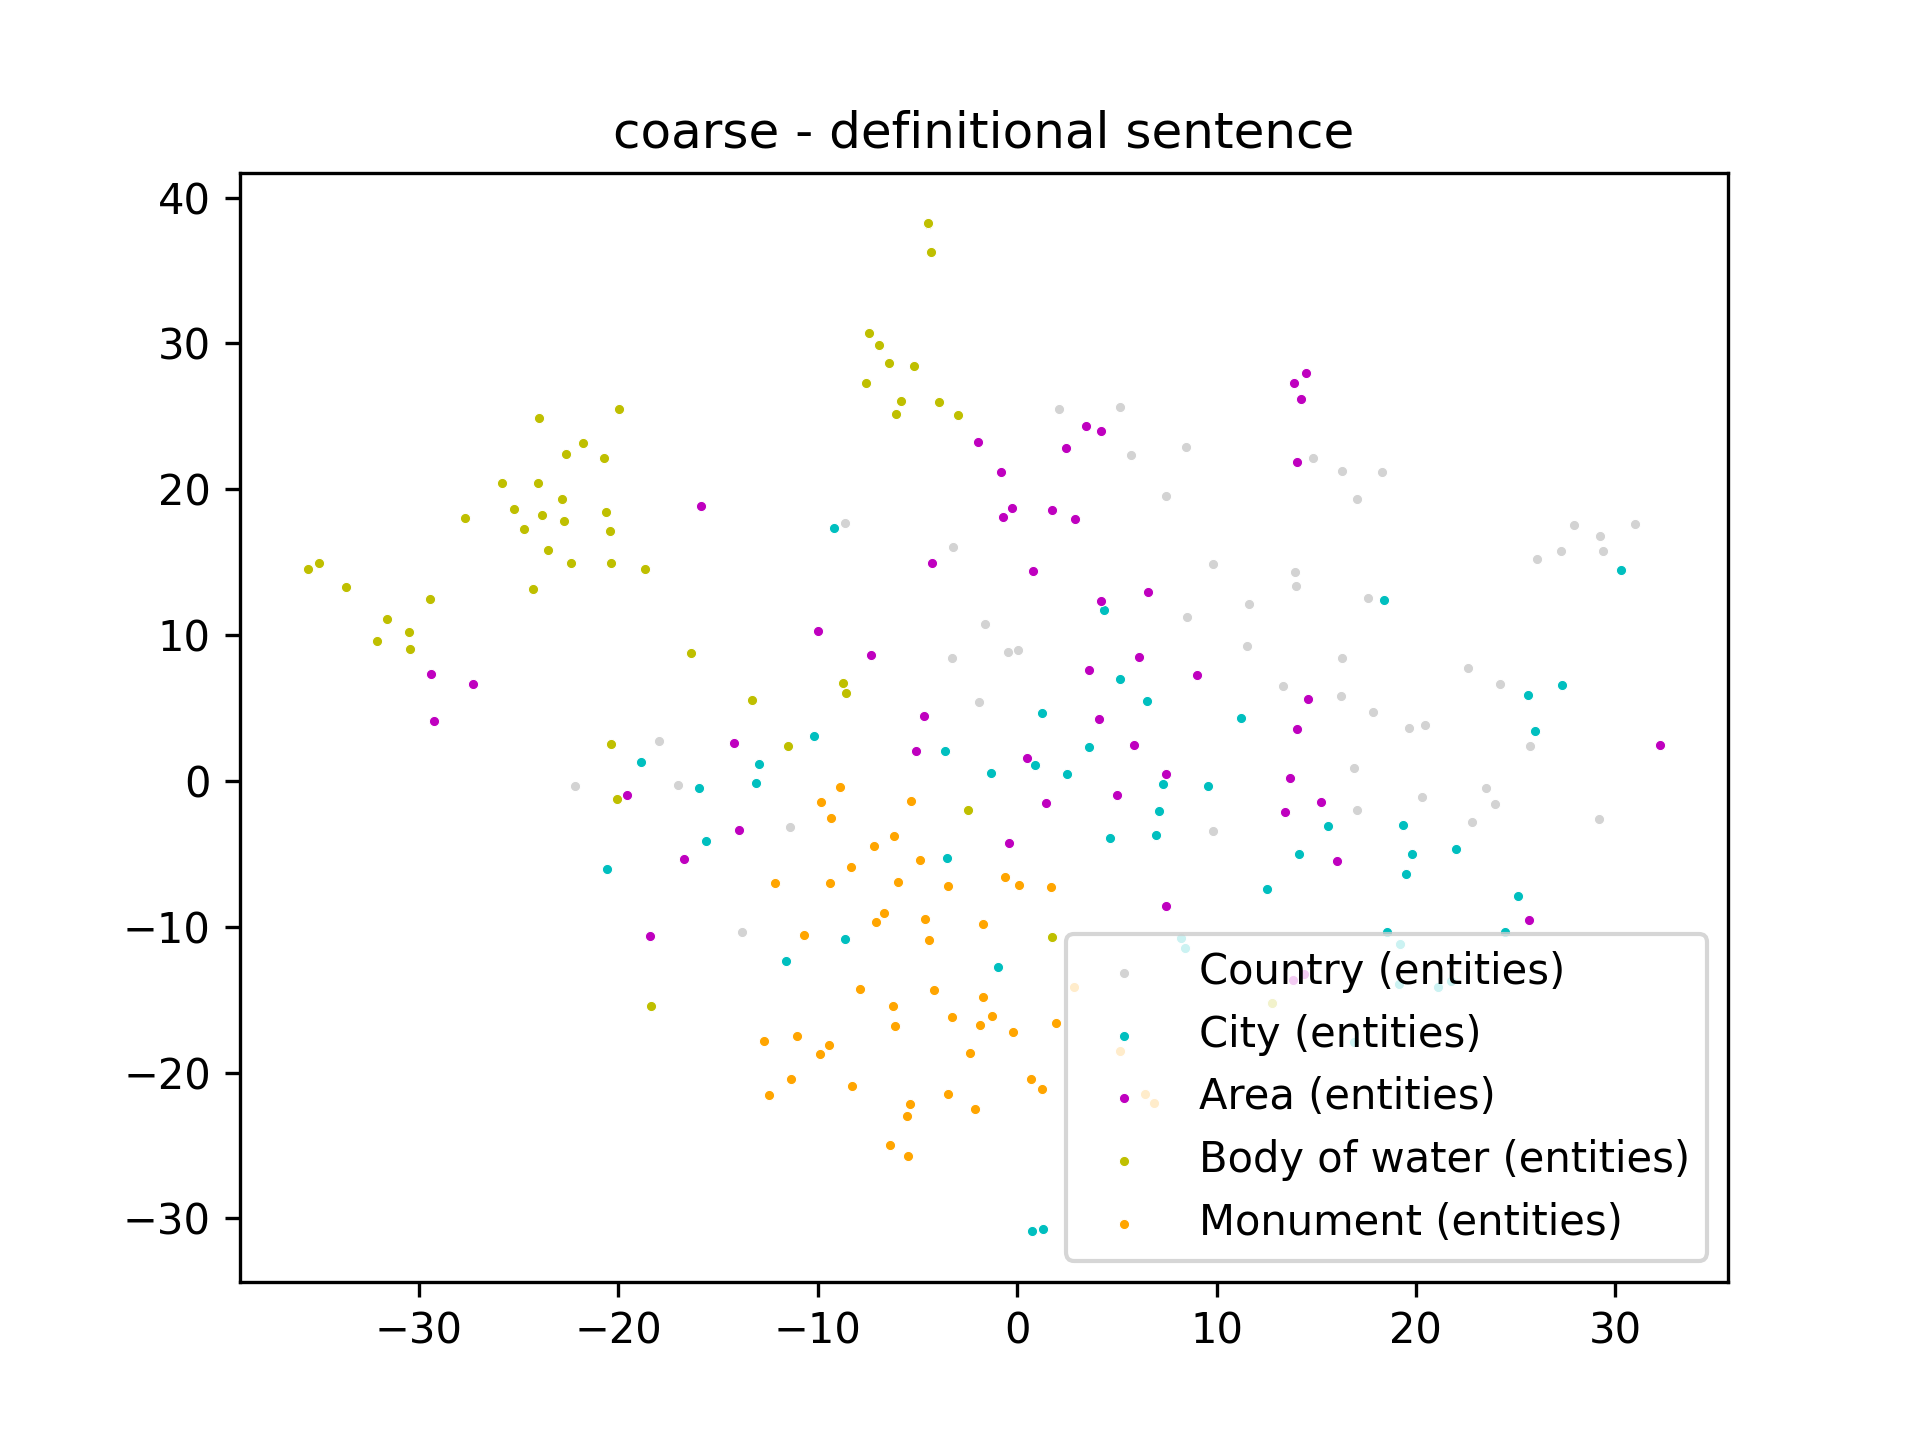 coarse - definitional sentence
40
30
20
10
0
−10
−20
−30
−30 −20 −10 0 10 20 30
Country (entities)
City (entities)
Area (entities)
Body of water (entities)
Monument (entities)